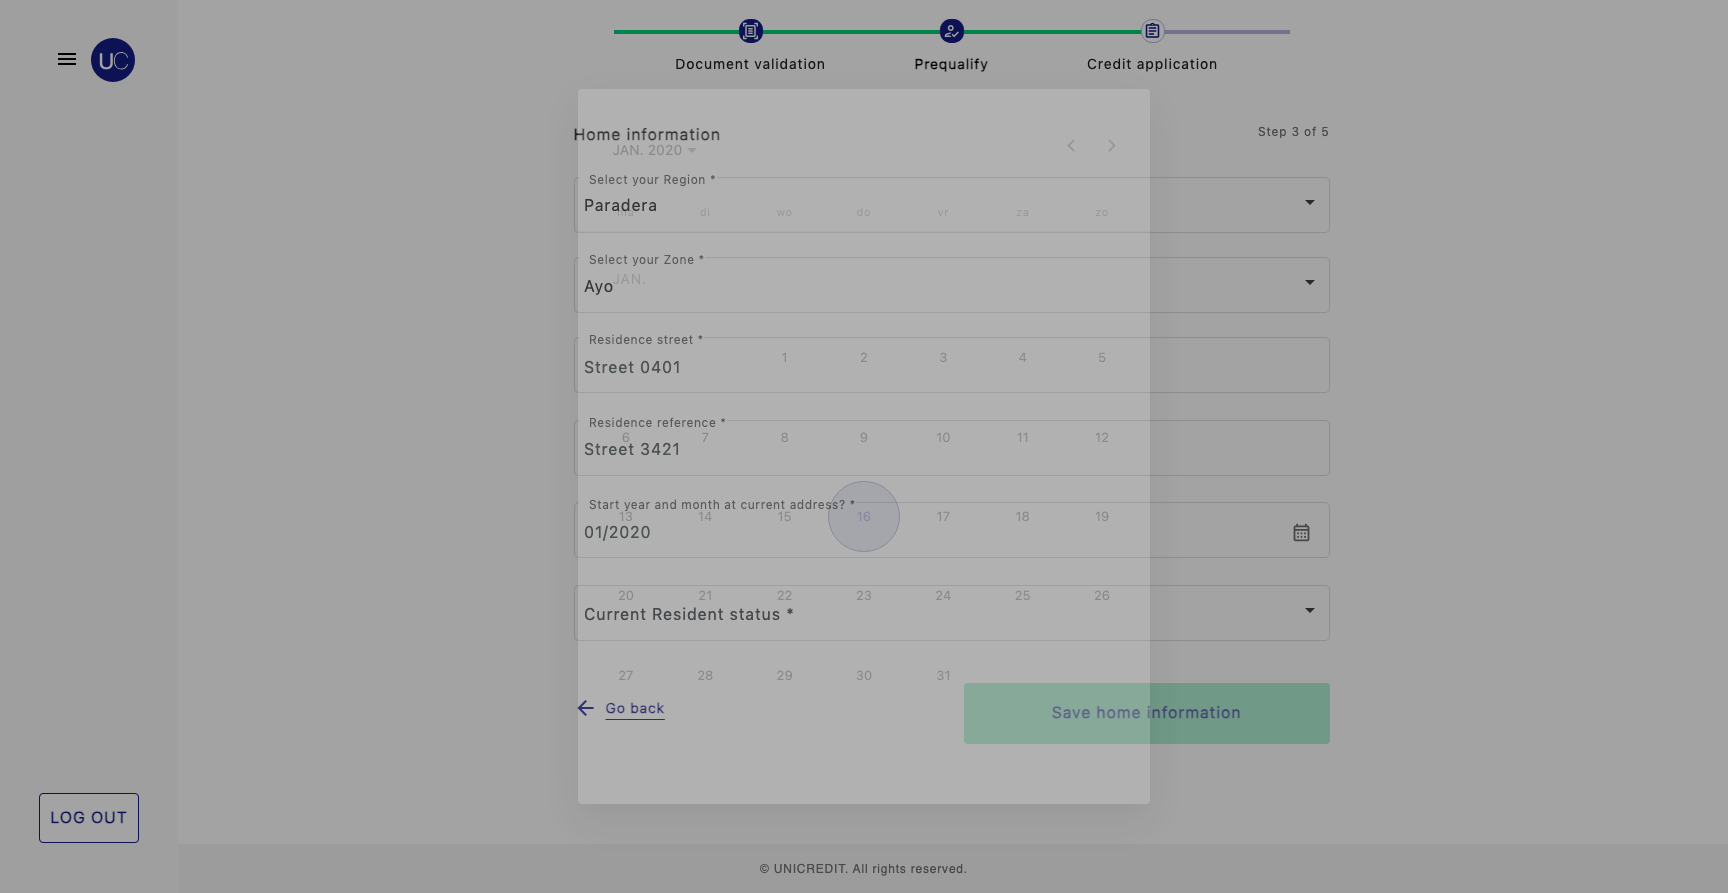 UC
Document validation
Prequalify
Credit application
Home information
Step 3 of 5
JAN. 2020
Select your Region *
Paradera
ma di wo do vr za zo
Select your Zone *
Ayo
JAN.
Residence street *
Street 0401
1 2 3 4 5
Residence reference *
Street 3421
6 7 8 9 10 11 12
Start year and month at current address? *
01/2020
13 14 15 16 17 18 19
20 21 22 23 24 25 26
Current Resident status *
27 28 29 30 31
Go back
Save home information
LOG OUT
© UNICREDIT. All rights reserved.